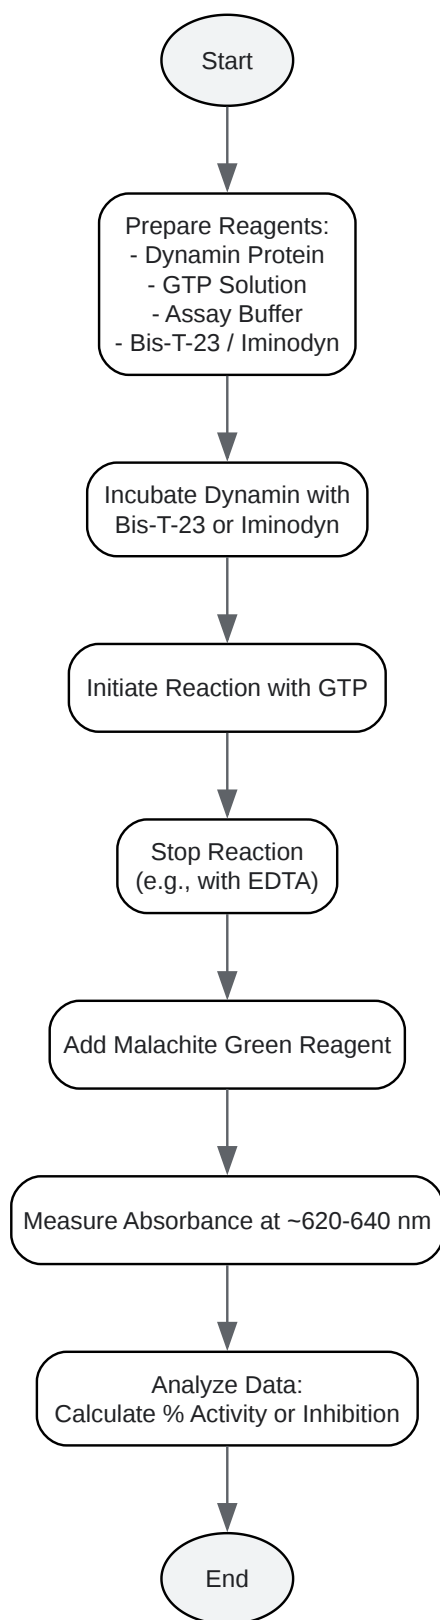 Start
Prepare Reagents:
- Dynamin Protein
- GTP Solution
- Assay Buffer
- Bis-T-23 / Iminodyn
Incubate Dynamin with
Bis-T-23 or Iminodyn
Initiate Reaction with GTP
Stop Reaction
(e.g., with EDTA)
Add Malachite Green Reagent
Measure Absorbance at ~620-640 nm
Analyze Data:
Calculate % Activity or Inhibition
End